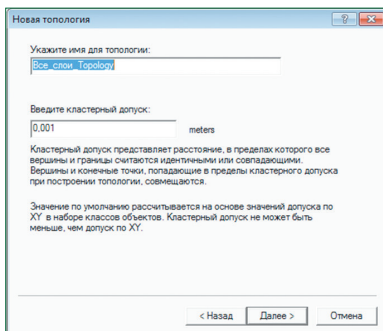 Новая топология
Укажите имя для топологии:
Все_слои_Topology
Введите кластерный допуск:
0,001 meters
Кластерный допуск представляет расстояние, в пределах которого все
вершины и границы считаются идентичными или совпадающими.
Вершины и конечные точки, попадающие в пределы кластерного допуска
при построении топологии, совмещаются.
Значение по умолчанию рассчитывается на основе значений допуска по
XY в наборе классов объектов. Кластерный допуск не может быть
меньше, чем допуск по XY.
< Назад Далее > Отмена